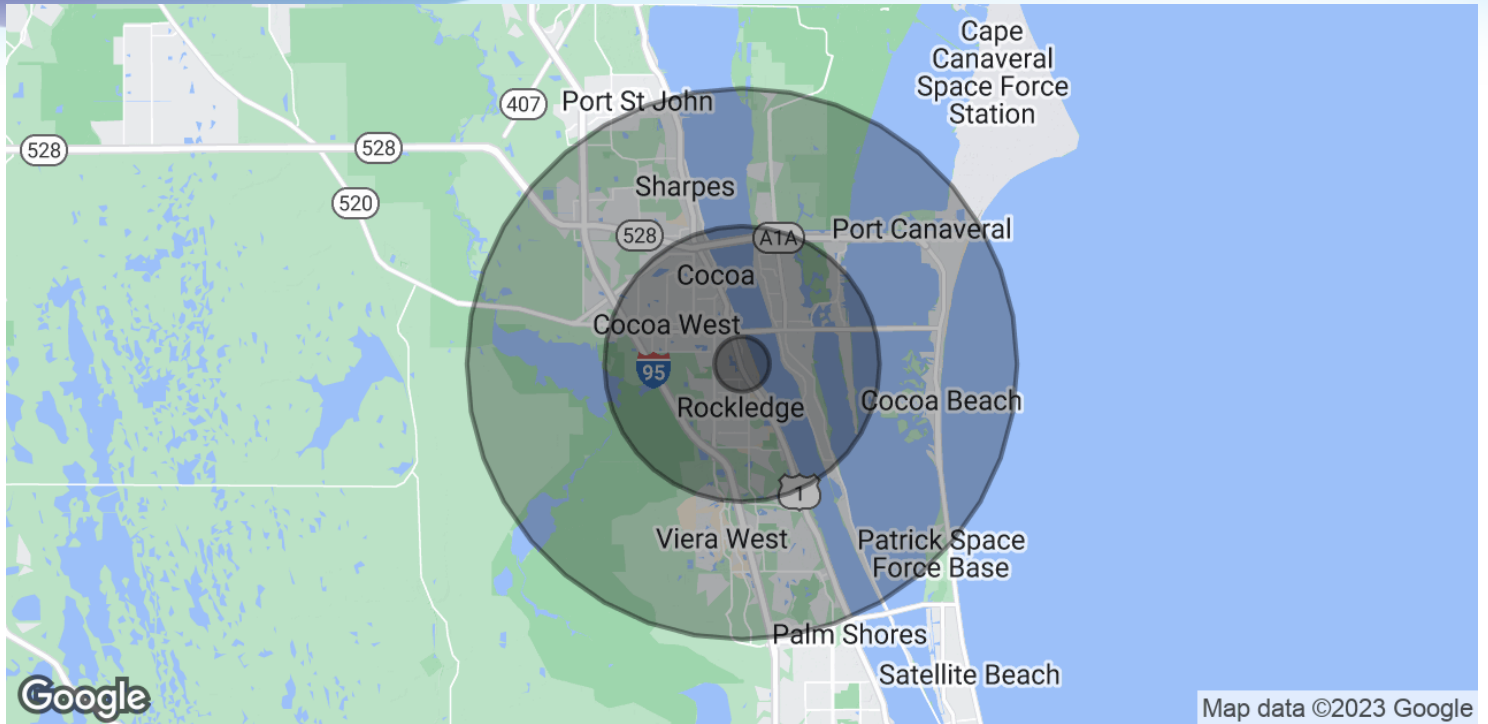 Cape
Canaveral
Space Force
Station
407
Port St John
528
528
Sharpes
520
528
A1A
Port Canaveral
Cocoa
Cocoa West
95
Rockledge
Cocoa Beach
1
Viera West
Patrick Space
Force Base
Palm Shores
Satellite Beach
Google
Map data ©2023 Google